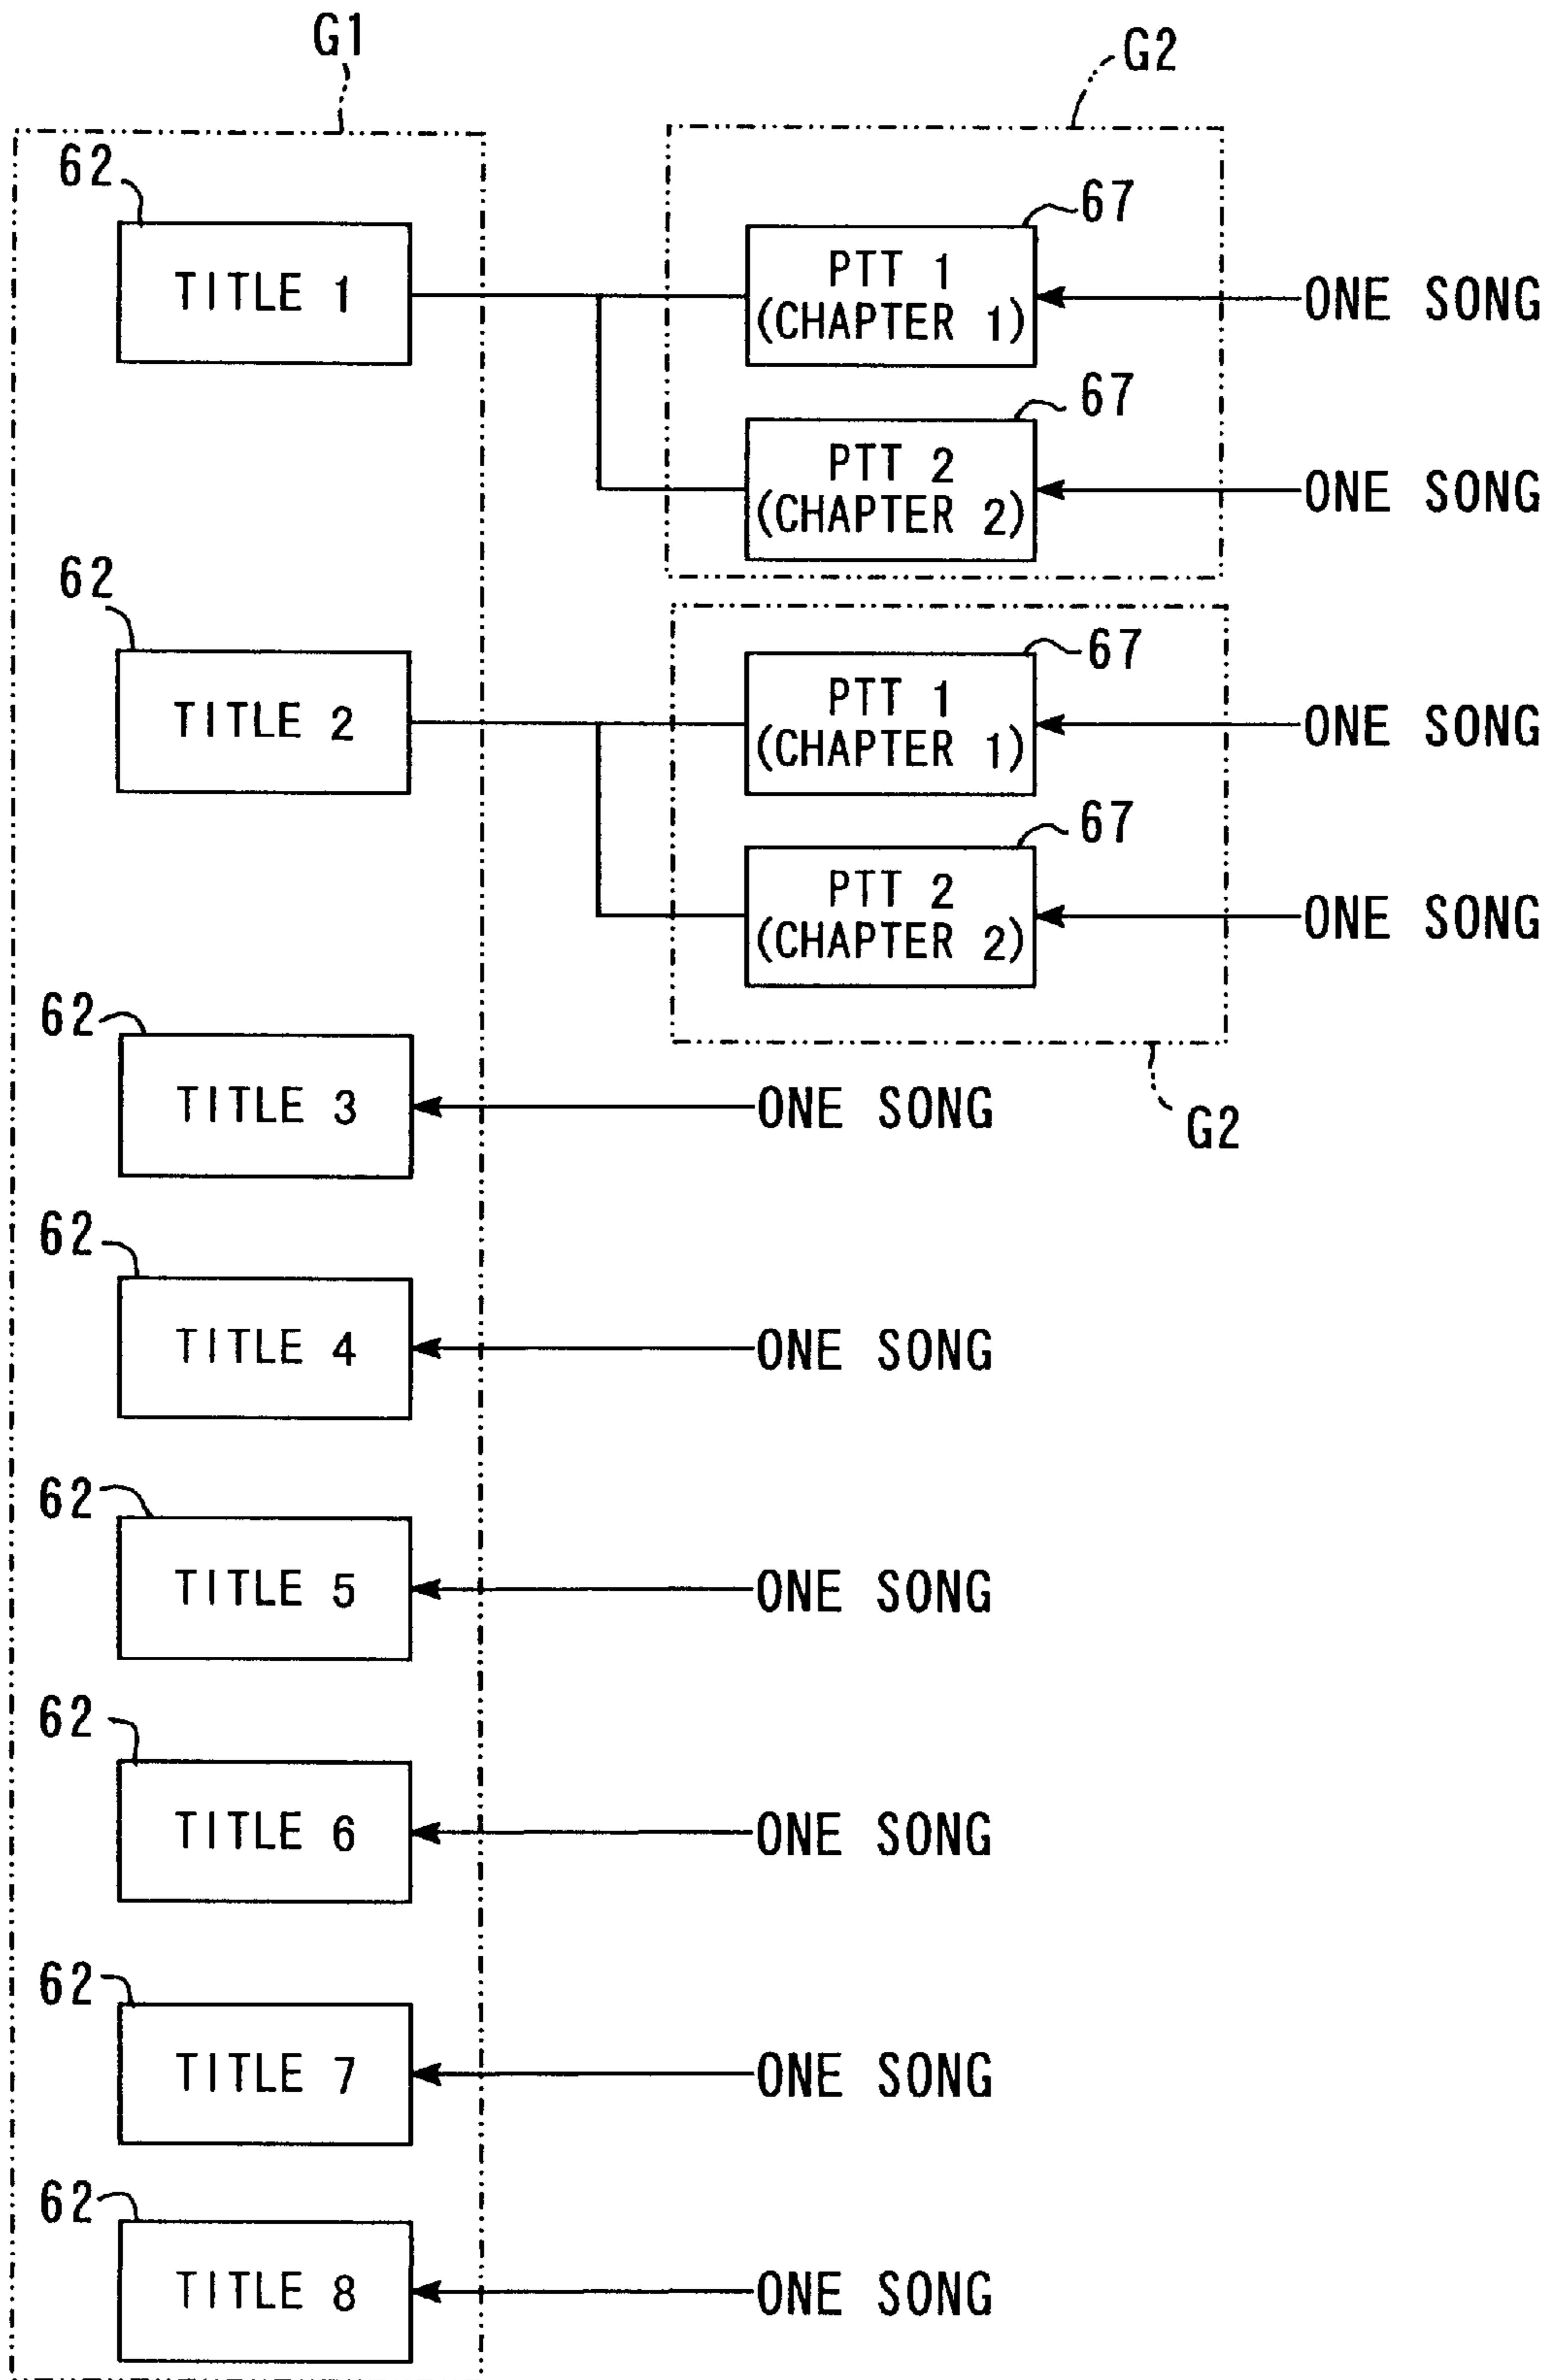 G1
G2
62
TITLE 1
67
PTT 1
(CHAPTER 1)
ONE SONG
67
PTT 2
(CHAPTER 2)
ONE SONG
62
TITLE 2
67
PTT 1
(CHAPTER 1)
ONE SONG
67
PTT 2
(CHAPTER 2)
ONE SONG
62
TITLE 3
ONE SONG
G2
62
TITLE 4
ONE SONG
62
TITLE 5
ONE SONG
62
TITLE 6
ONE SONG
62
TITLE 7
ONE SONG
62
TITLE 8
ONE SONG